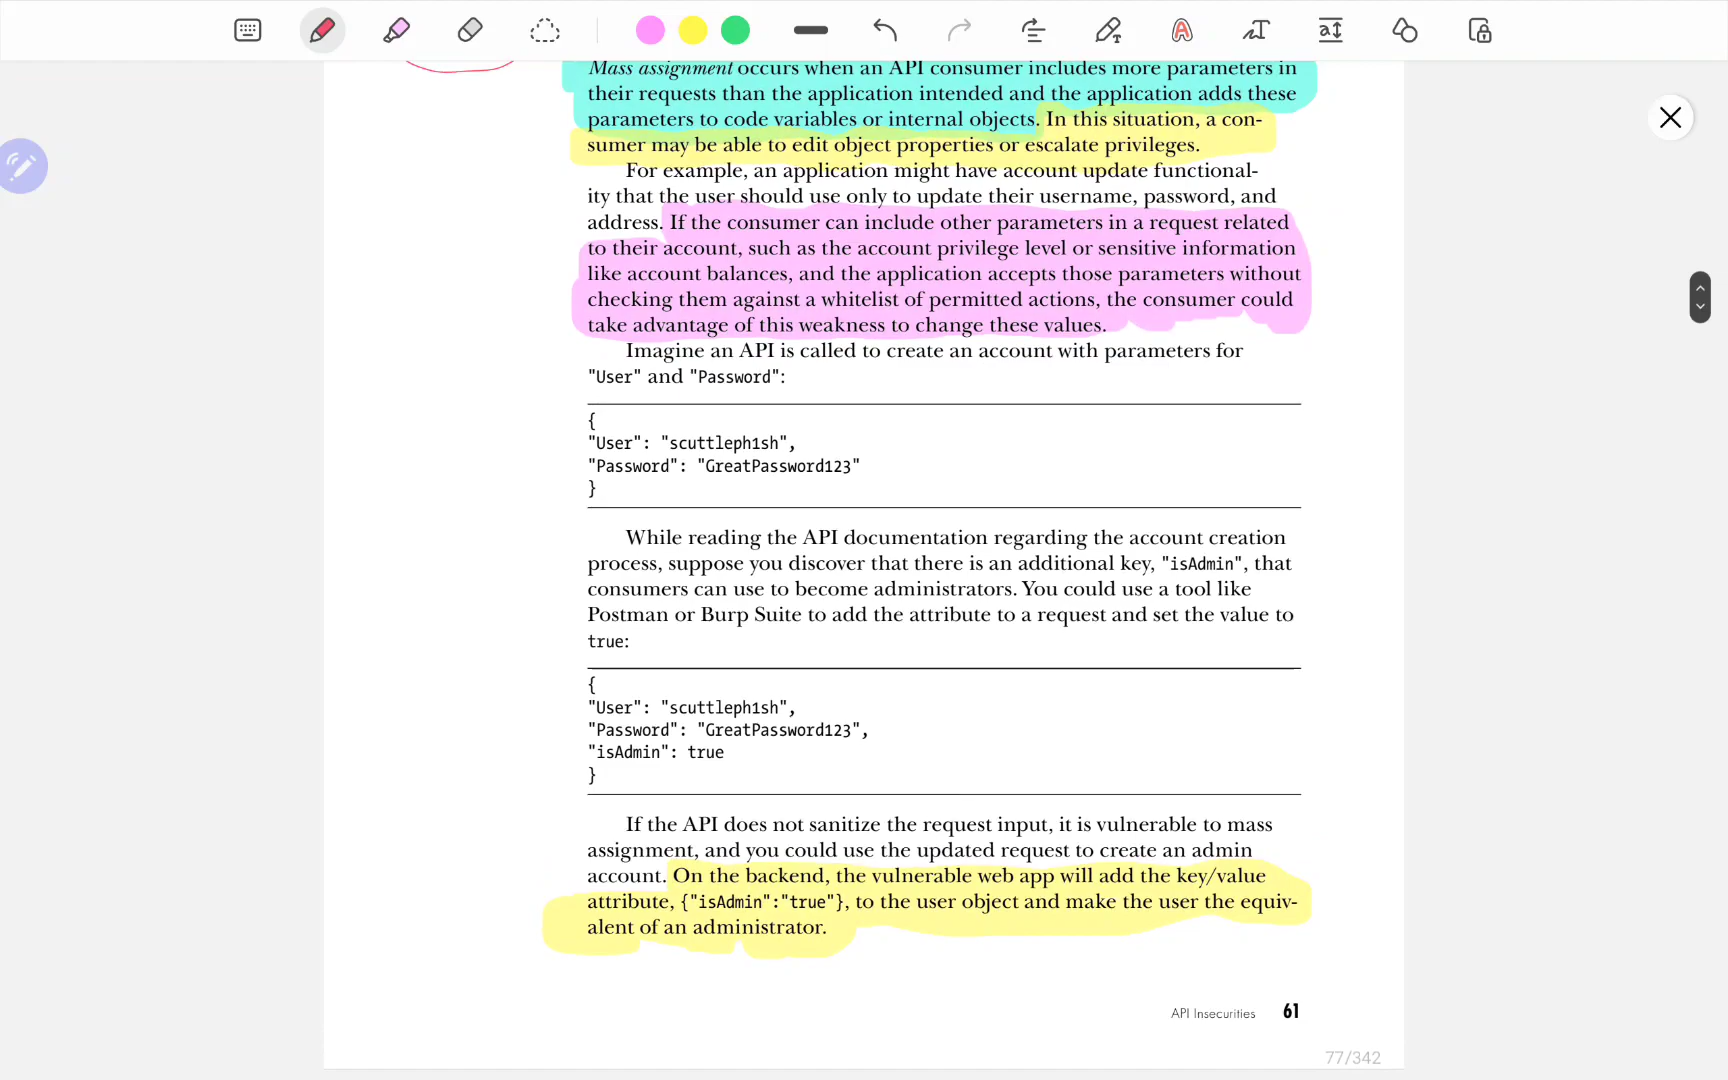 Mass assignment occurs when an API consumer includes more parameters in
their requests than the application intended and the application adds these
parameters to code variables or internal objects. In this situation, a con-
sumer may be able to edit object properties or escalate privileges.
For example, an application might have account update functional-
ity that the user should use only to update their username, password, and
address. If the consumer can include other parameters in a request related
to their account, such as the account privilege level or sensitive information
like account balances, and the application accepts those parameters without
checking them against a whitelist of permitted actions, the consumer could
take advantage of this weakness to change these values.
Imagine an API is called to create an account with parameters for
"User" and "Password":
{
"User": "scuttleph1sh",
"Password": "GreatPassword123"
}
While reading the API documentation regarding the account creation
process, suppose you discover that there is an additional key, "isAdmin", that
consumers can use to become administrators. You could use a tool like
Postman or Burp Suite to add the attribute to a request and set the value to
true:
{
"User": "scuttleph1sh",
"Password": "GreatPassword123",
"isAdmin": true
}
If the API does not sanitize the request input, it is vulnerable to mass
assignment, and you could use the updated request to create an admin
account. On the backend, the vulnerable web app will add the key/value
attribute, {"isAdmin":"true"}, to the user object and make the user the equiv-
alent of an administrator.
API Insecurities 61
77/342